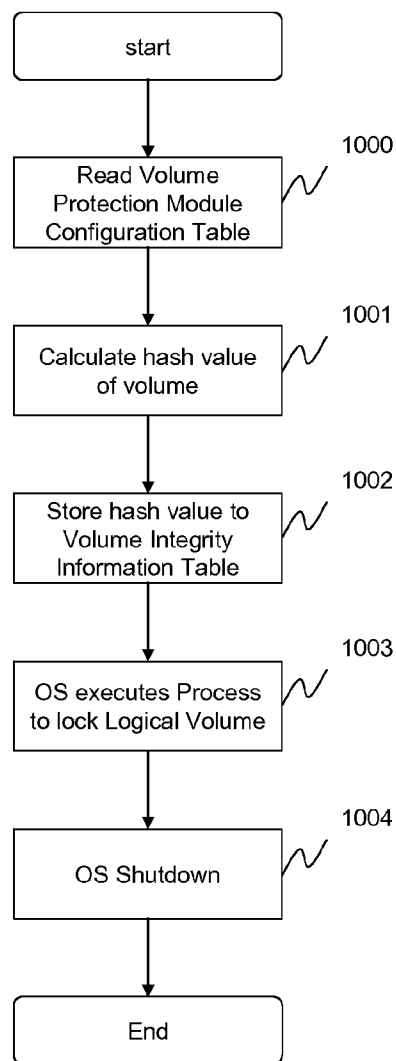 start
1000
Read Volume
Protection Module
Configuration Table
1001
Calculate hash value
of volume
1002
Store hash value to
Volume Integrity
Information Table
1003
OS executes Process
to lock Logical Volume
1004
OS Shutdown
End